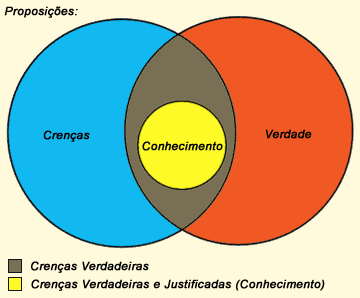 Proposições:
Crenças
Verdade
Conhecimento
Crenças Verdadeiras
Crenças Verdadeiras e Justificadas (Conhecimento)